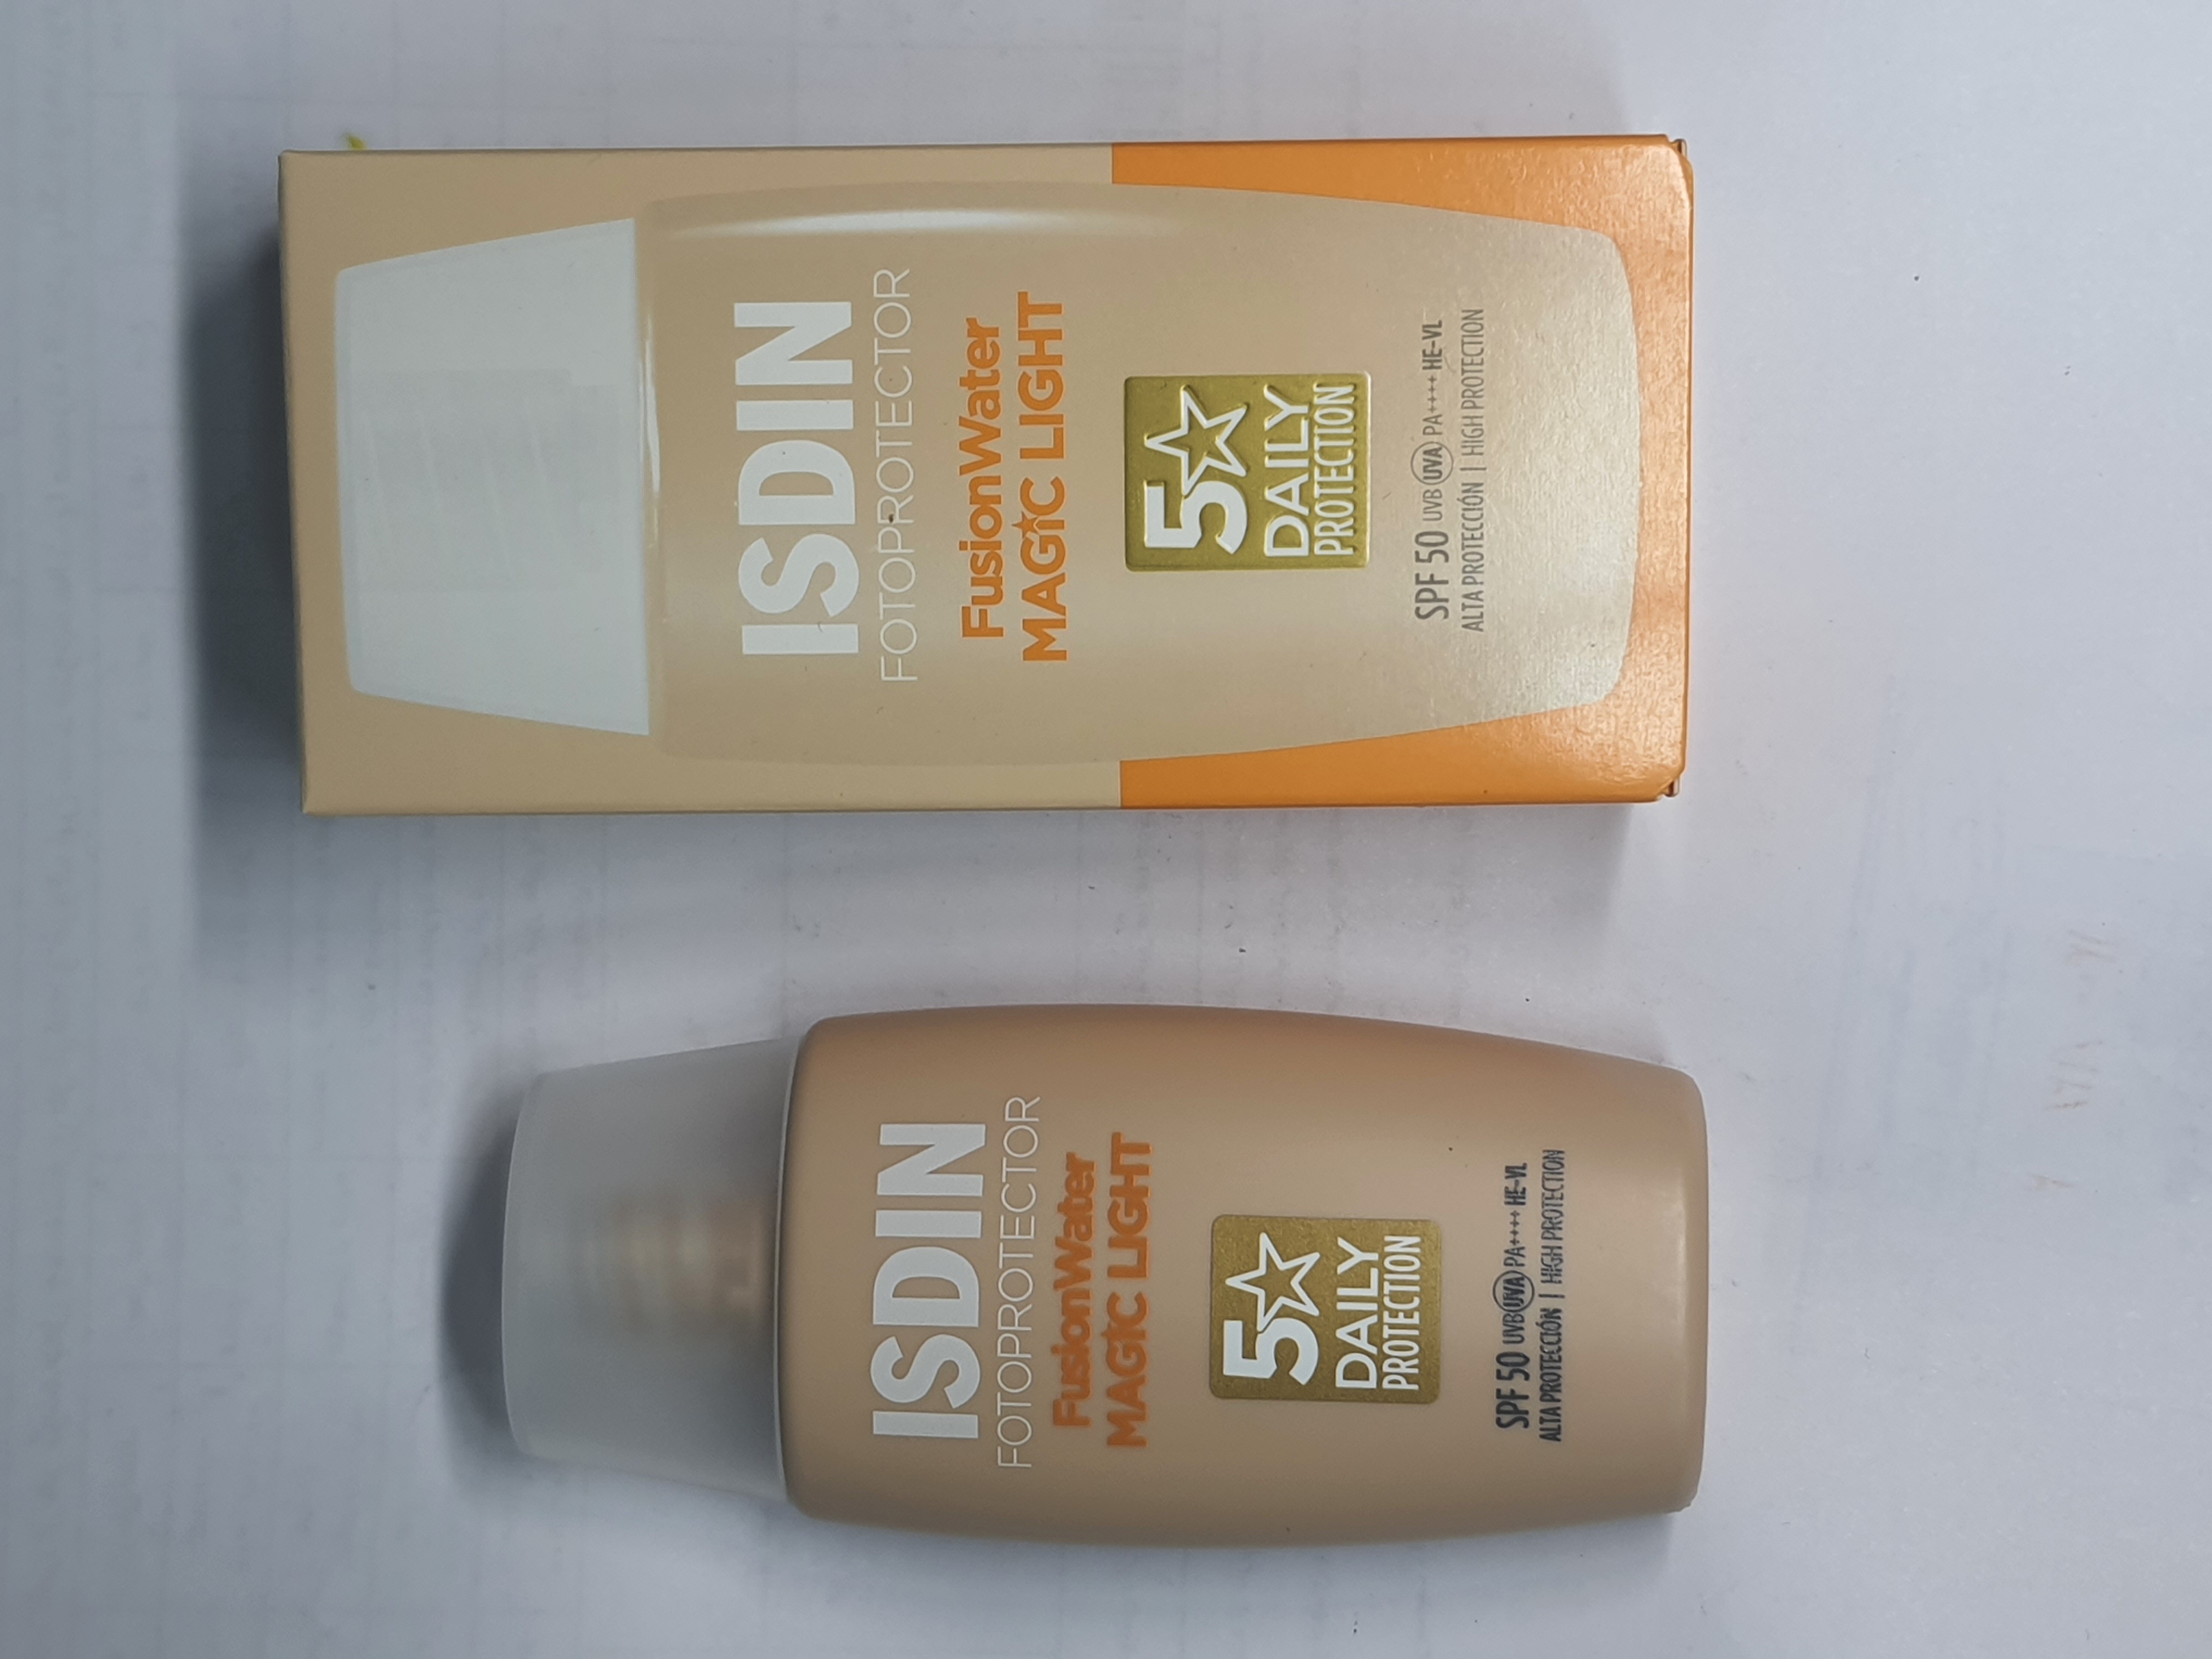 ISDIN
FOTOPROTECTOR
FusionWater
MAGIC LIGHT
5
DAILY
PROTECTION
SPF 50 UVB UVA PA++++ HE-VL
ALTA PROTECCIÓN | HIGH PROTECTION
ISDIN
FOTOPROTECTOR
FusionWater
MAGIC LIGHT
5
DAILY
PROTECTION
SPF 50 UVB UVA PA++++ HE-VL
ALTA PROTECCIÓN | HIGH PROTECTION